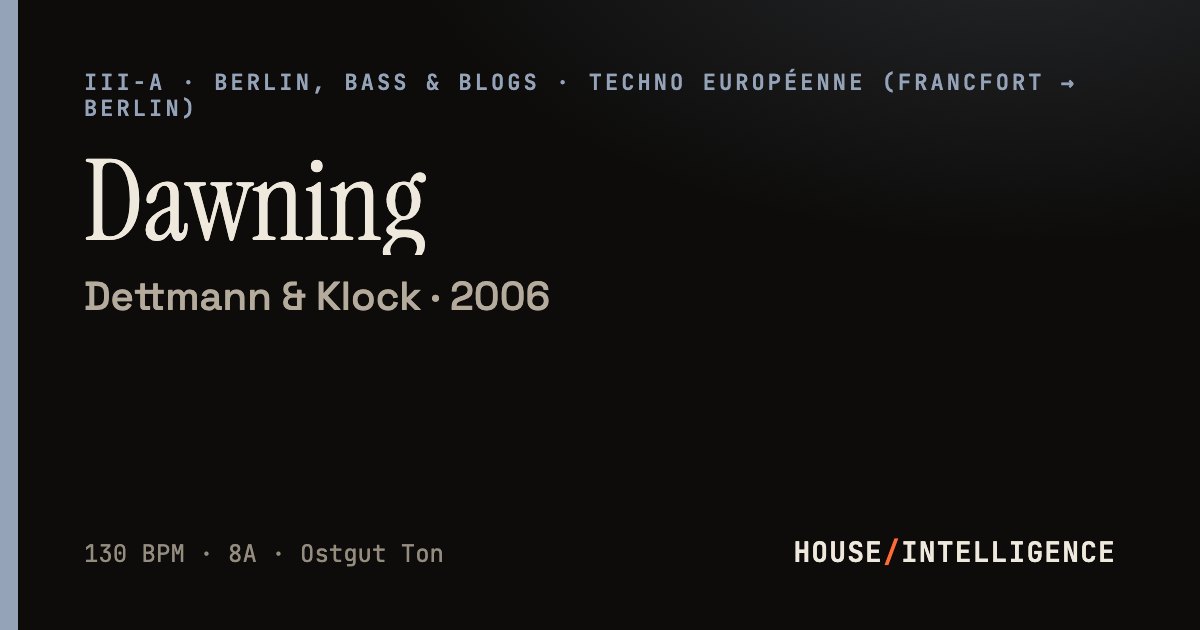 III-A · BERLIN, BASS & BLOGS · TECHNO EUROPÉENNE (FRANCFORT →
BERLIN)
Dawning
Dettmann & Klock · 2006
130 BPM · 8A · Ostgut Ton
HOUSE/INTELLIGENCE